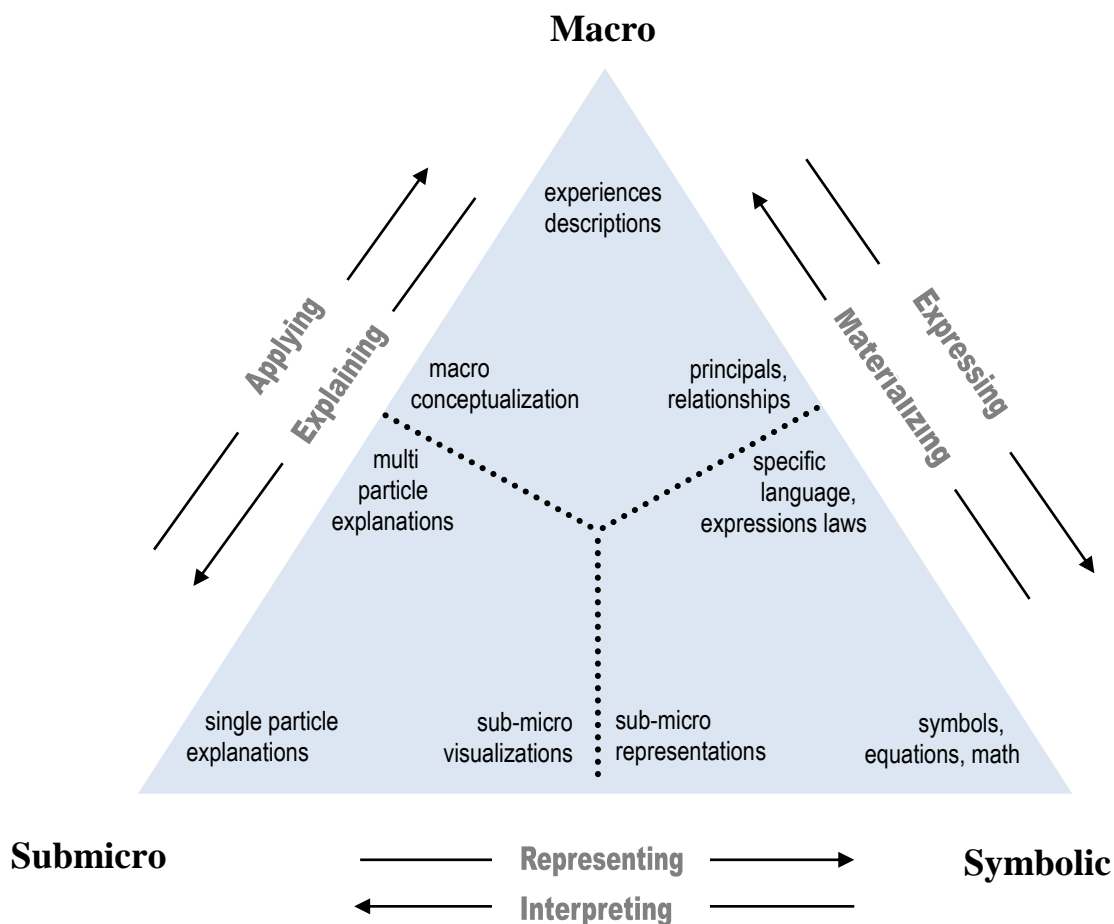 Macro
experiences
descriptions
Applying
Explaining
Materializing
Expressing
macro
conceptualization
principals,
relationships
multi
particle
explanations
specific
language,
expressions laws
single particle
explanations
sub-micro
visualizations
sub-micro
representations
symbols,
equations, math
Submicro
Representing
Symbolic
Interpreting